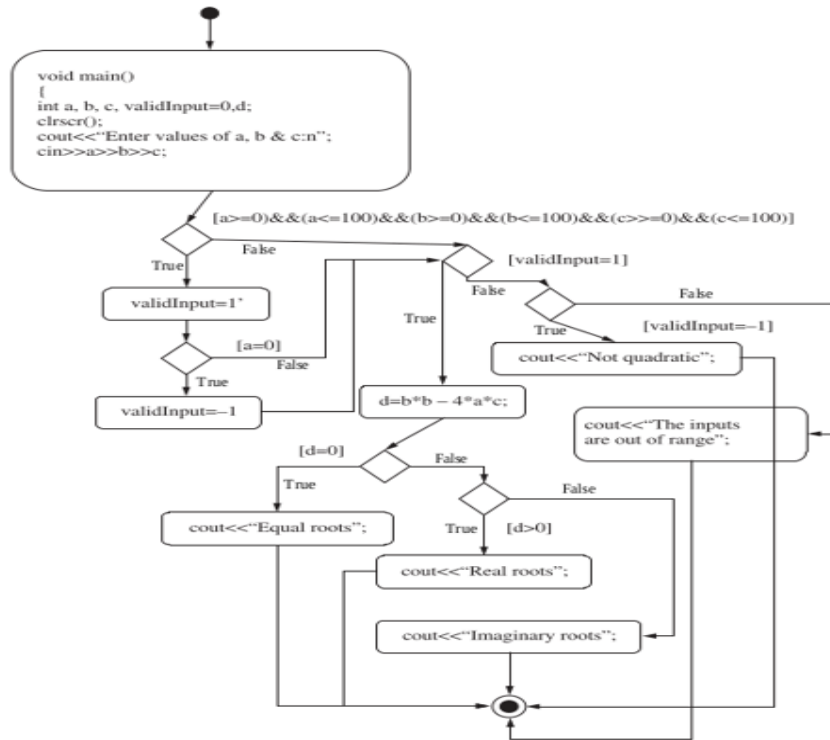 void main()
{
int a, b, c, validInput=0,d;
clrscr();
cout<<“Enter values of a, b & c:n”;
cin>>a>>b>>c;
[a>=0)&&(a<=100)&&(b>=0)&&(b<=100)&&(c>>=0)&&(c<=100)]
False
True
[validInput=1]
validInput=1’
False
False
True
True
[validInput=–1]
[a=0]
False
cout<<“Not quadratic”;
True
validInput=–1
d=b*b – 4*a*c;
cout<<“The inputs
are out of range”;
[d=0]
False
True
False
cout<<“Equal roots”;
True
[d>0]
cout<<“Real roots”;
cout<<“Imaginary roots”;